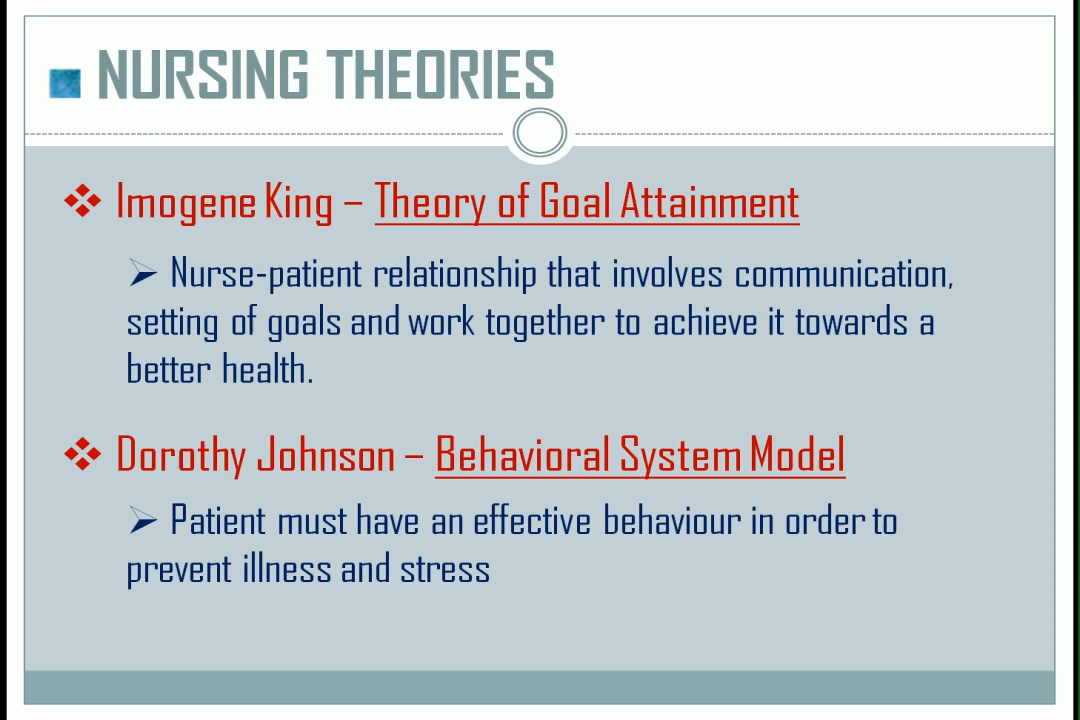 NURSING THEORIES
Imogene King – Theory of Goal Attainment
Nurse-patient relationship that involves communication,
setting of goals and work together to achieve it towards a
better health.
Dorothy Johnson – Behavioral System Model
Patient must have an effective behaviour in order to
prevent illness and stress